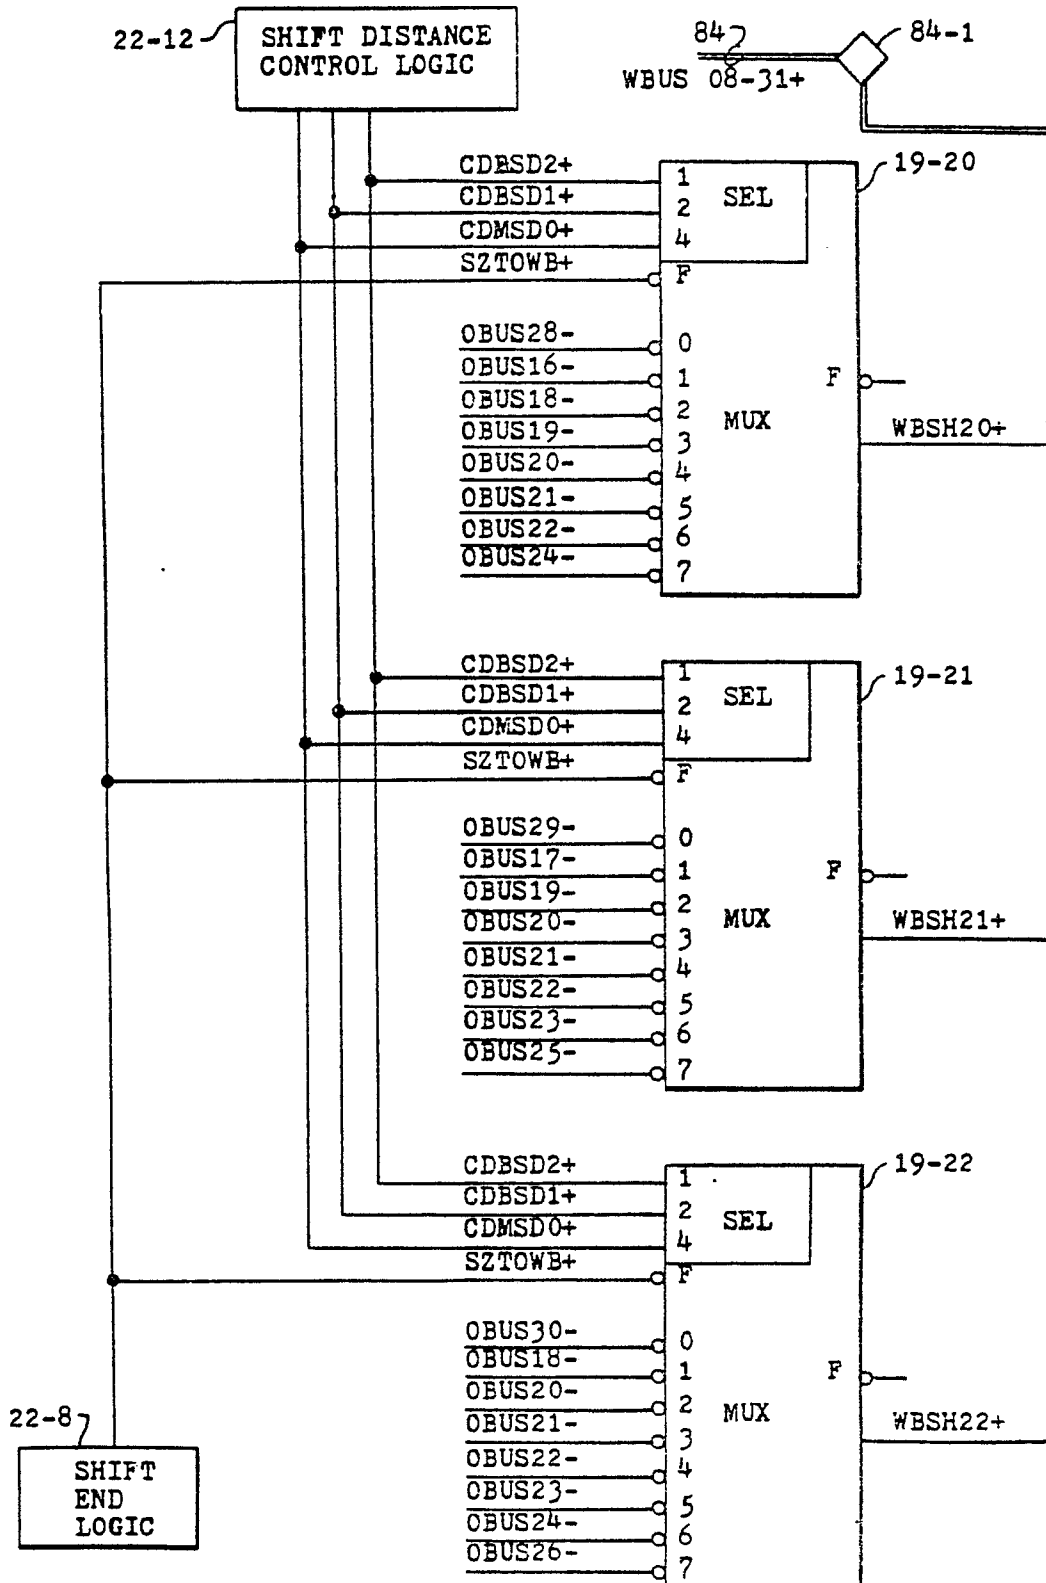 22-12
SHIFT DISTANCE
CONTROL LOGIC
84
84-1
WBUS 08-31+
CDBSD2+
CDBSD1+
CDMSD0+
SZTOWB+
1
2
4
F
SEL
19-20
OBUS28-
OBUS16-
OBUS18-
OBUS19-
OBUS20-
OBUS21-
OBUS22-
OBUS24-
0
1
2
3
4
5
6
7
MUX
F
WBSH20+
CDBSD2+
CDBSD1+
CDMSD0+
SZTOWB+
1
2
4
F
SEL
19-21
OBUS29-
OBUS17-
OBUS19-
OBUS20-
OBUS21-
OBUS22-
OBUS23-
OBUS25-
0
1
2
3
4
5
6
7
MUX
F
WBSH21+
CDBSD2+
CDBSD1+
CDMSD0+
SZTOWB+
1
2
4
F
SEL
19-22
OBUS30-
OBUS18-
OBUS20-
OBUS21-
OBUS22-
OBUS23-
OBUS24-
OBUS26-
0
1
2
3
4
5
6
7
MUX
F
WBSH22+
22-8
SHIFT
END
LOGIC